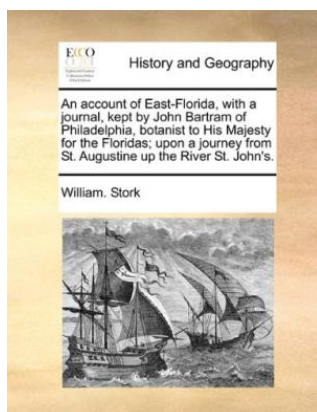 ECCO
History and Geography
An account of East-Florida, with a
journal, kept by John Bartram of
Philadelphia, botanist to His Majesty
for the Floridas; upon a journey from
St. Augustine up the River St. John's.
William. Stork